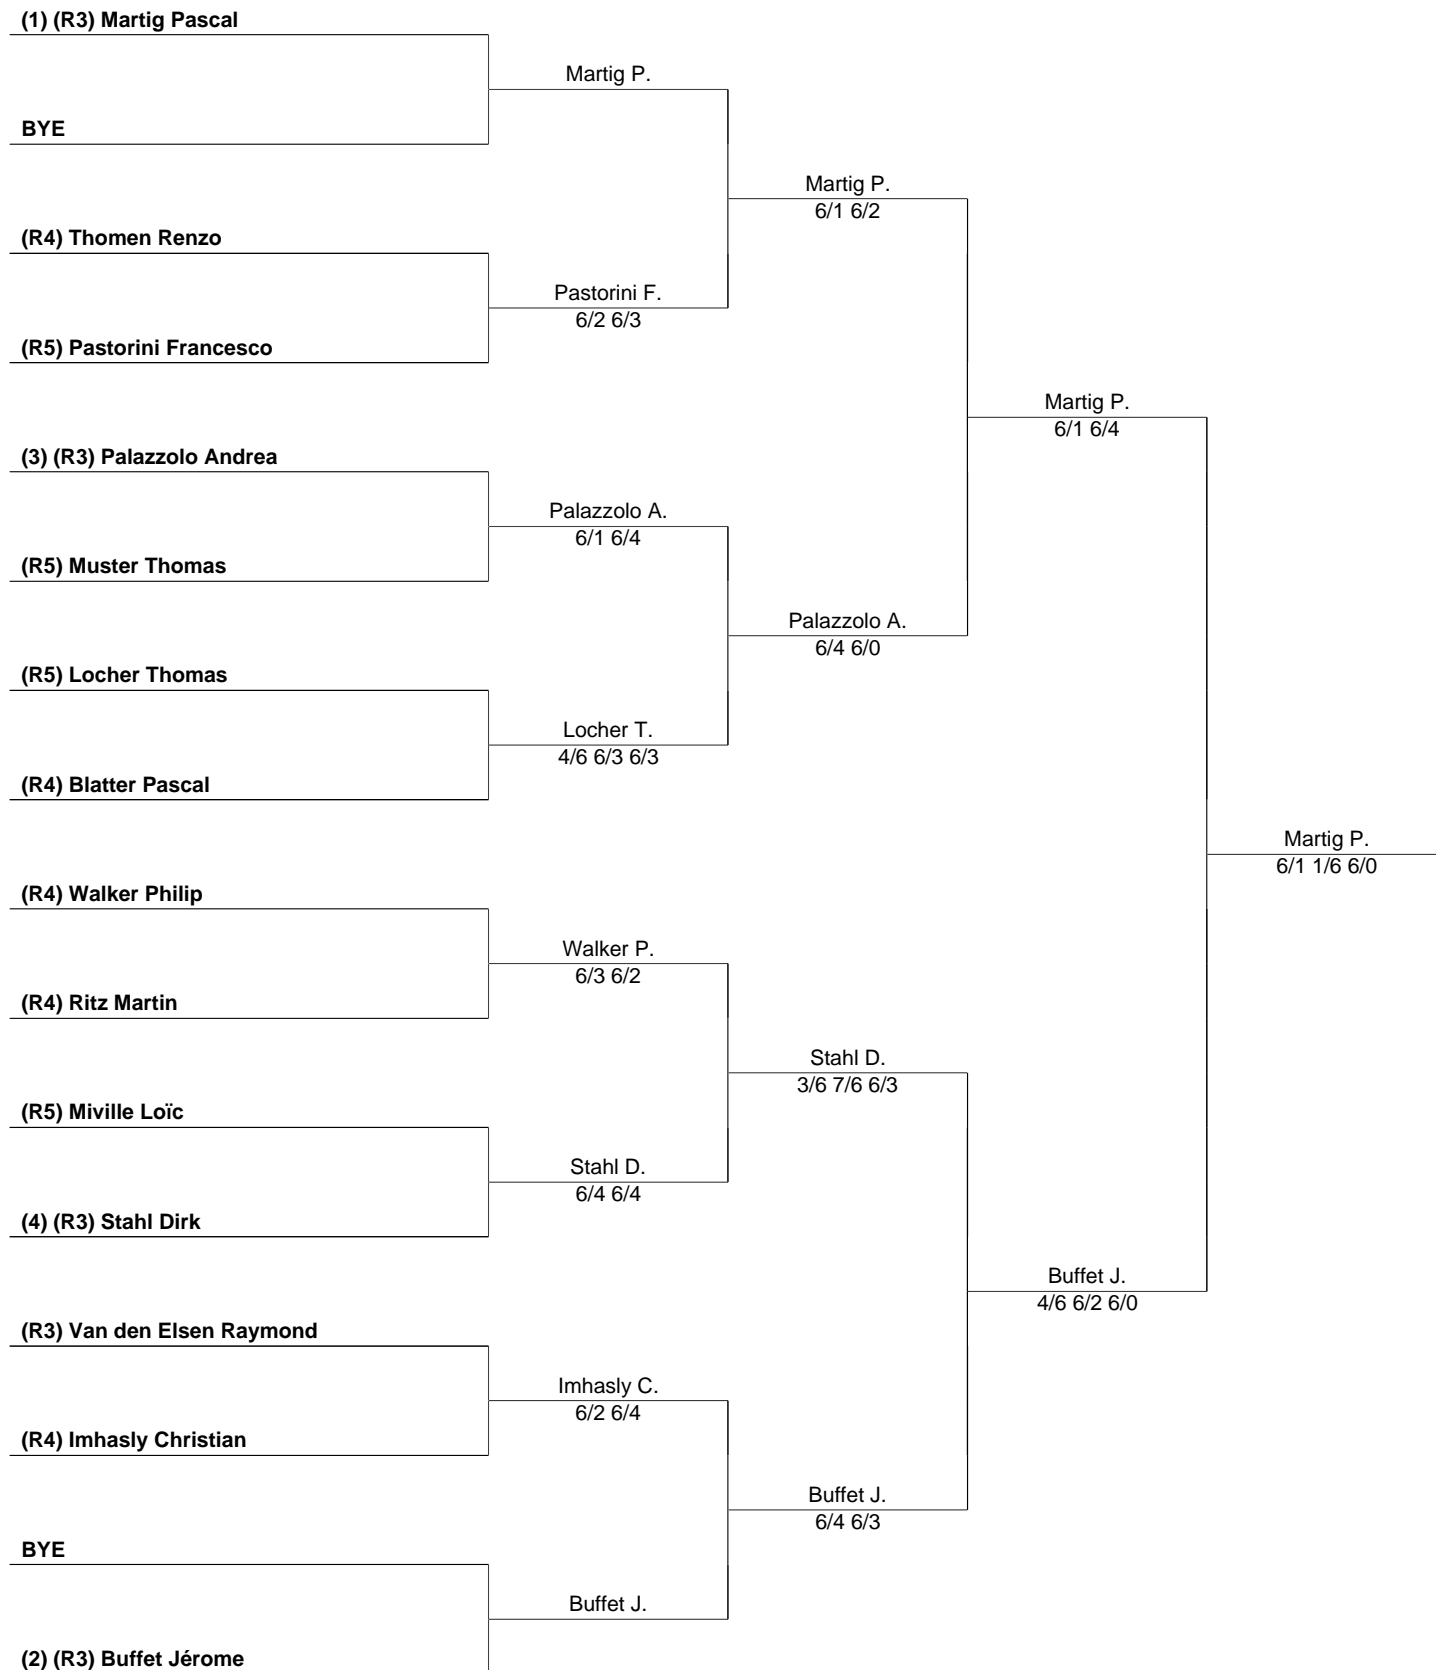 (1) (R3) Martig Pascal
Martig P.
BYE
Martig P.
6/1 6/2
(R4) Thomen Renzo
Pastorini F.
6/2 6/3
(R5) Pastorini Francesco
Martig P.
6/1 6/4
(3) (R3) Palazzolo Andrea
Palazzolo A.
6/1 6/4
(R5) Muster Thomas
Palazzolo A.
6/4 6/0
(R5) Locher Thomas
Locher T.
4/6 6/3 6/3
(R4) Blatter Pascal
Martig P.
6/1 1/6 6/0
(R4) Walker Philip
Walker P.
6/3 6/2
(R4) Ritz Martin
Stahl D.
3/6 7/6 6/3
(R5) Miville Loïc
Stahl D.
6/4 6/4
(4) (R3) Stahl Dirk
Buffet J.
4/6 6/2 6/0
(R3) Van den Elsen Raymond
Imhasly C.
6/2 6/4
(R4) Imhasly Christian
Buffet J.
6/4 6/3
BYE
Buffet J.
(2) (R3) Buffet Jérome